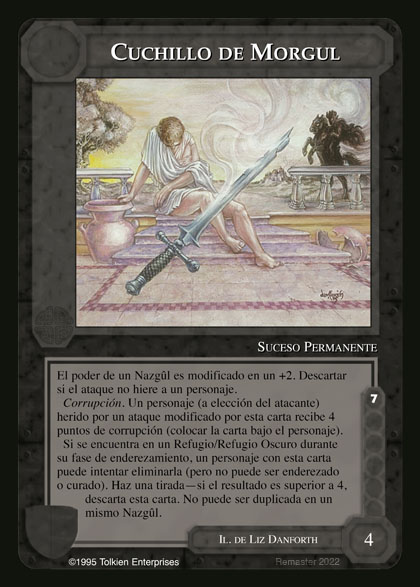 CUCHILLO DE MORGUL
SUCESO PERMANENTE
El poder de un Nazgûl es modificado en un +2. Descartar
si el ataque no hiere a un personaje.
Corrupción. Un personaje (a elección del atacante)
herido por un ataque modificado por esta carta recibe 4
puntos de corrupción (colocar la carta bajo el personaje).
Si se encuentra en un Refugio/Refugio Oscuro durante
su fase de enderezamiento, un personaje con esta carta
puede intentar eliminarla (pero no puede ser enderezado
o curado). Haz una tirada—si el resultado es superior a 4,
descarta esta carta. No puede ser duplicada en un
mismo Nazgûl.
7
IL. DE LIZ DANFORTH
4
©1995 Tolkien Enterprises
Remaster 2022